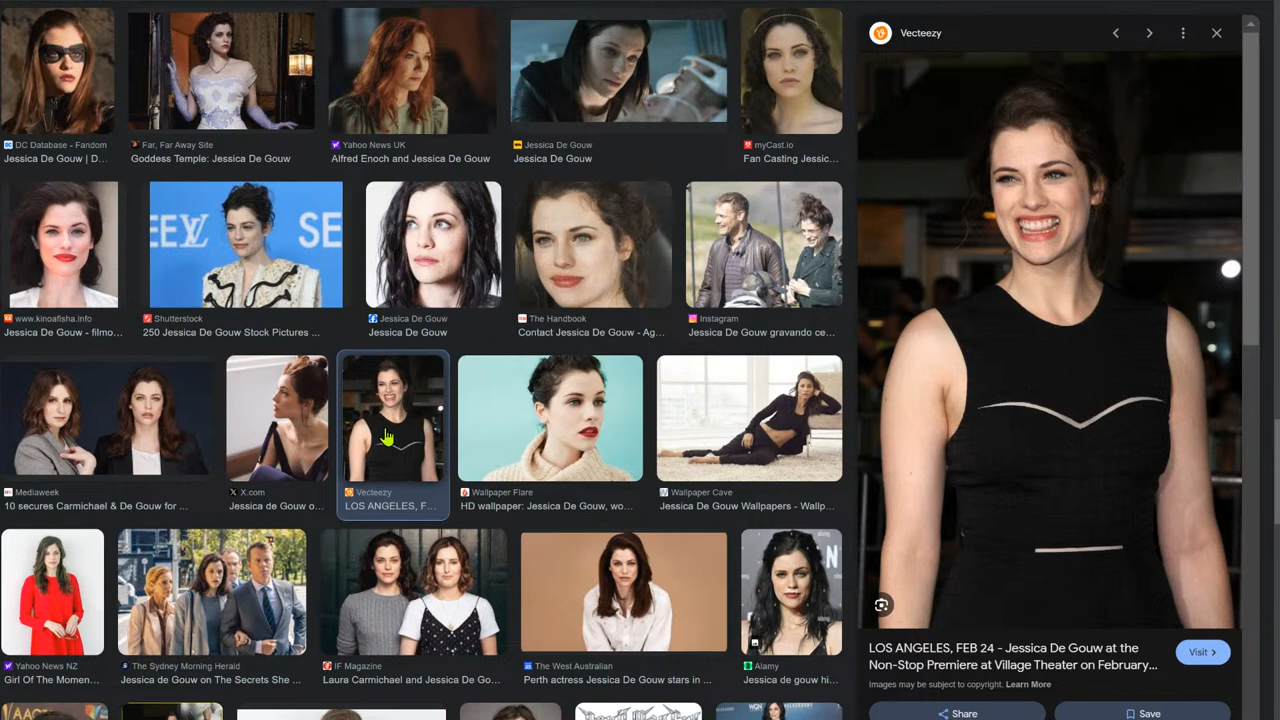 DC Database - Fandom
Jessica De Gouw | D...
Far, Far Away Site
Goddess Temple: Jessica De Gouw
Yahoo News UK
Alfred Enoch and Jessica De Gouw
Jessica De Gouw
Jessica De Gouw
myCast.io
Fan Casting Jessic...
EEV
SE
www.kinoafisha.info
Jessica De Gouw - filmo...
Shutterstock
250 Jessica De Gouw Stock Pictures ...
Jessica De Gouw
Jessica De Gouw
The Handbook
Contact Jessica De Gouw - Ag...
Instagram
Jessica De Gouw gravando ce...
Mediaweek
10 secures Carmichael & De Gouw for ...
X.com
Jessica de Gouw o...
Vecteezy
LOS ANGELES, F...
Wallpaper Flare
HD wallpaper: Jessica De Gouw, wo...
Wallpaper Cave
Jessica De Gouw Wallpapers - Wallp...
Yahoo News NZ
Girl Of The Momen...
The Sydney Morning Herald
Jessica de Gouw on The Secrets She ...
IF Magazine
Laura Carmichael and Jessica De Go...
The West Australian
Perth actress Jessica De Gouw stars in ...
Alamy
Jessica de gouw hi...
Vecteezy
LOS ANGELES, FEB 24 - Jessica De Gouw at the
Non-Stop Premiere at Village Theater on February...
Visit
Images may be subject to copyright. Learn More
Share
Save